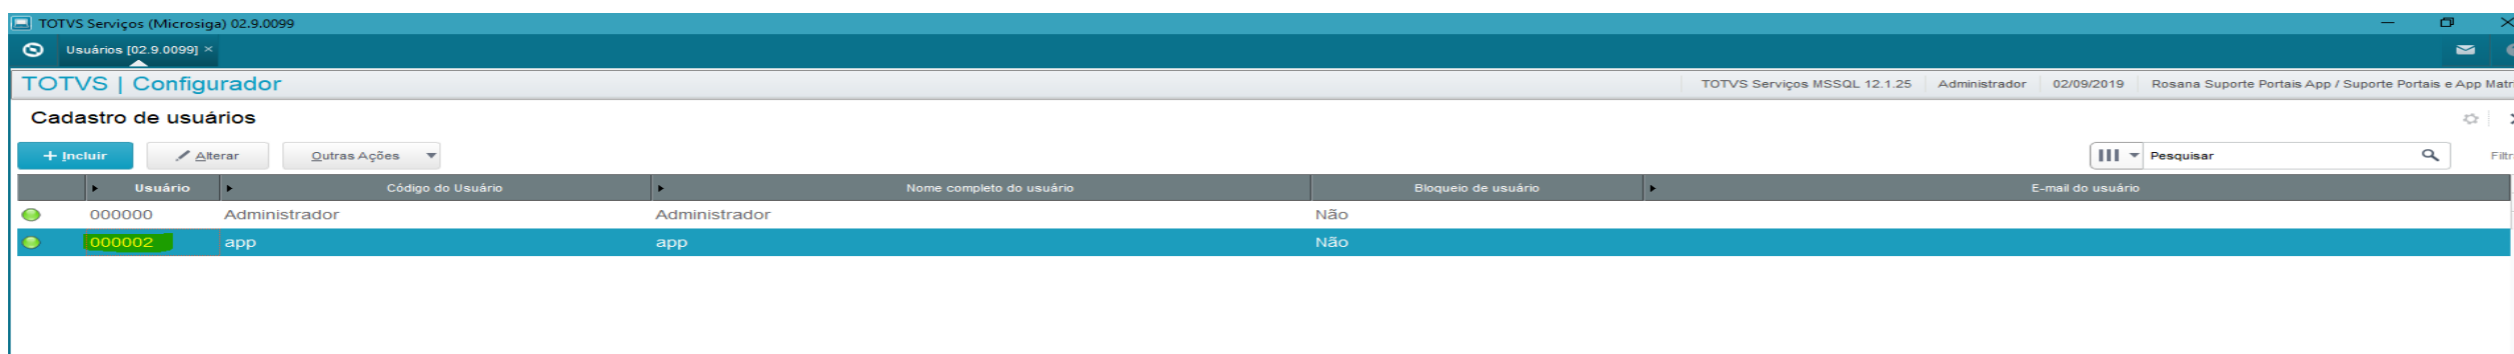 TOTVS Serviços (Microsiga) 02.9.0099
Usuários [02.9.0099] ×
TOTVS | Configurador TOTVS Serviços MSSQL 12.1.25 Administrador 02/09/2019 Rosana Suporte Portais App / Suporte Portais e App Matr
Cadastro de usuários
+ Incluir Alterar Outras Ações Pesquisar Filtr
Usuário Código do Usuário Nome completo do usuário Bloqueio de usuário E-mail do usuário
000000 Administrador Administrador Não
000002 app app Não